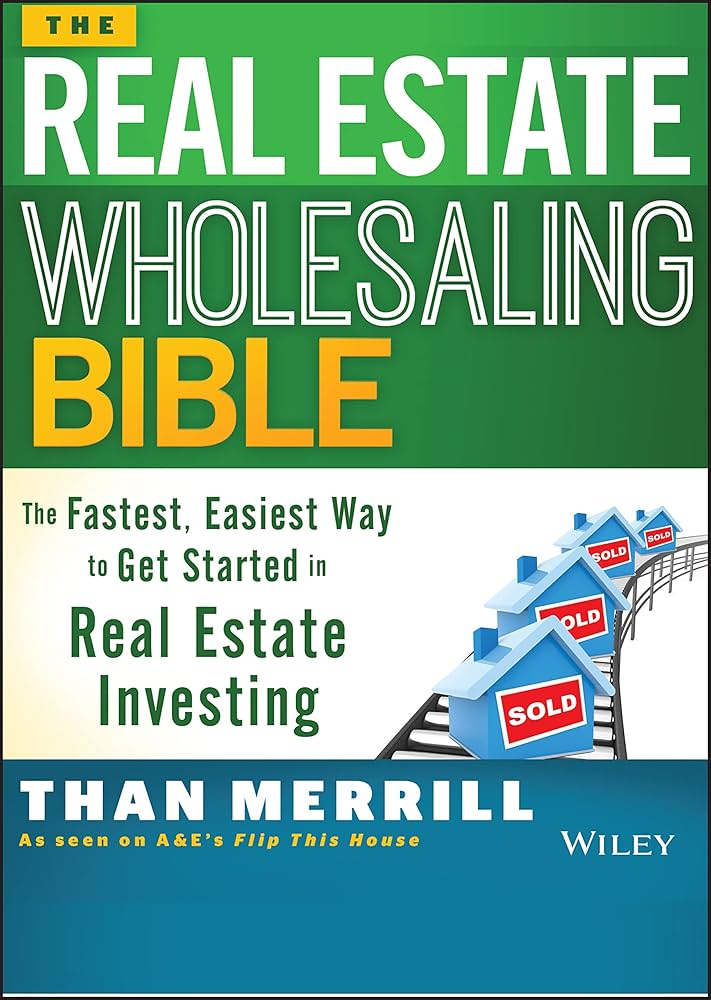 THE
REAL ESTATE
WHOLESALING
BIBLE
The Fastest, Easiest Way
to Get Started in
Real Estate
Investing
SOLD
SOLD
OLD
SOLD
THAN MERRILL
As seen on A&E's Flip This House
WILEY